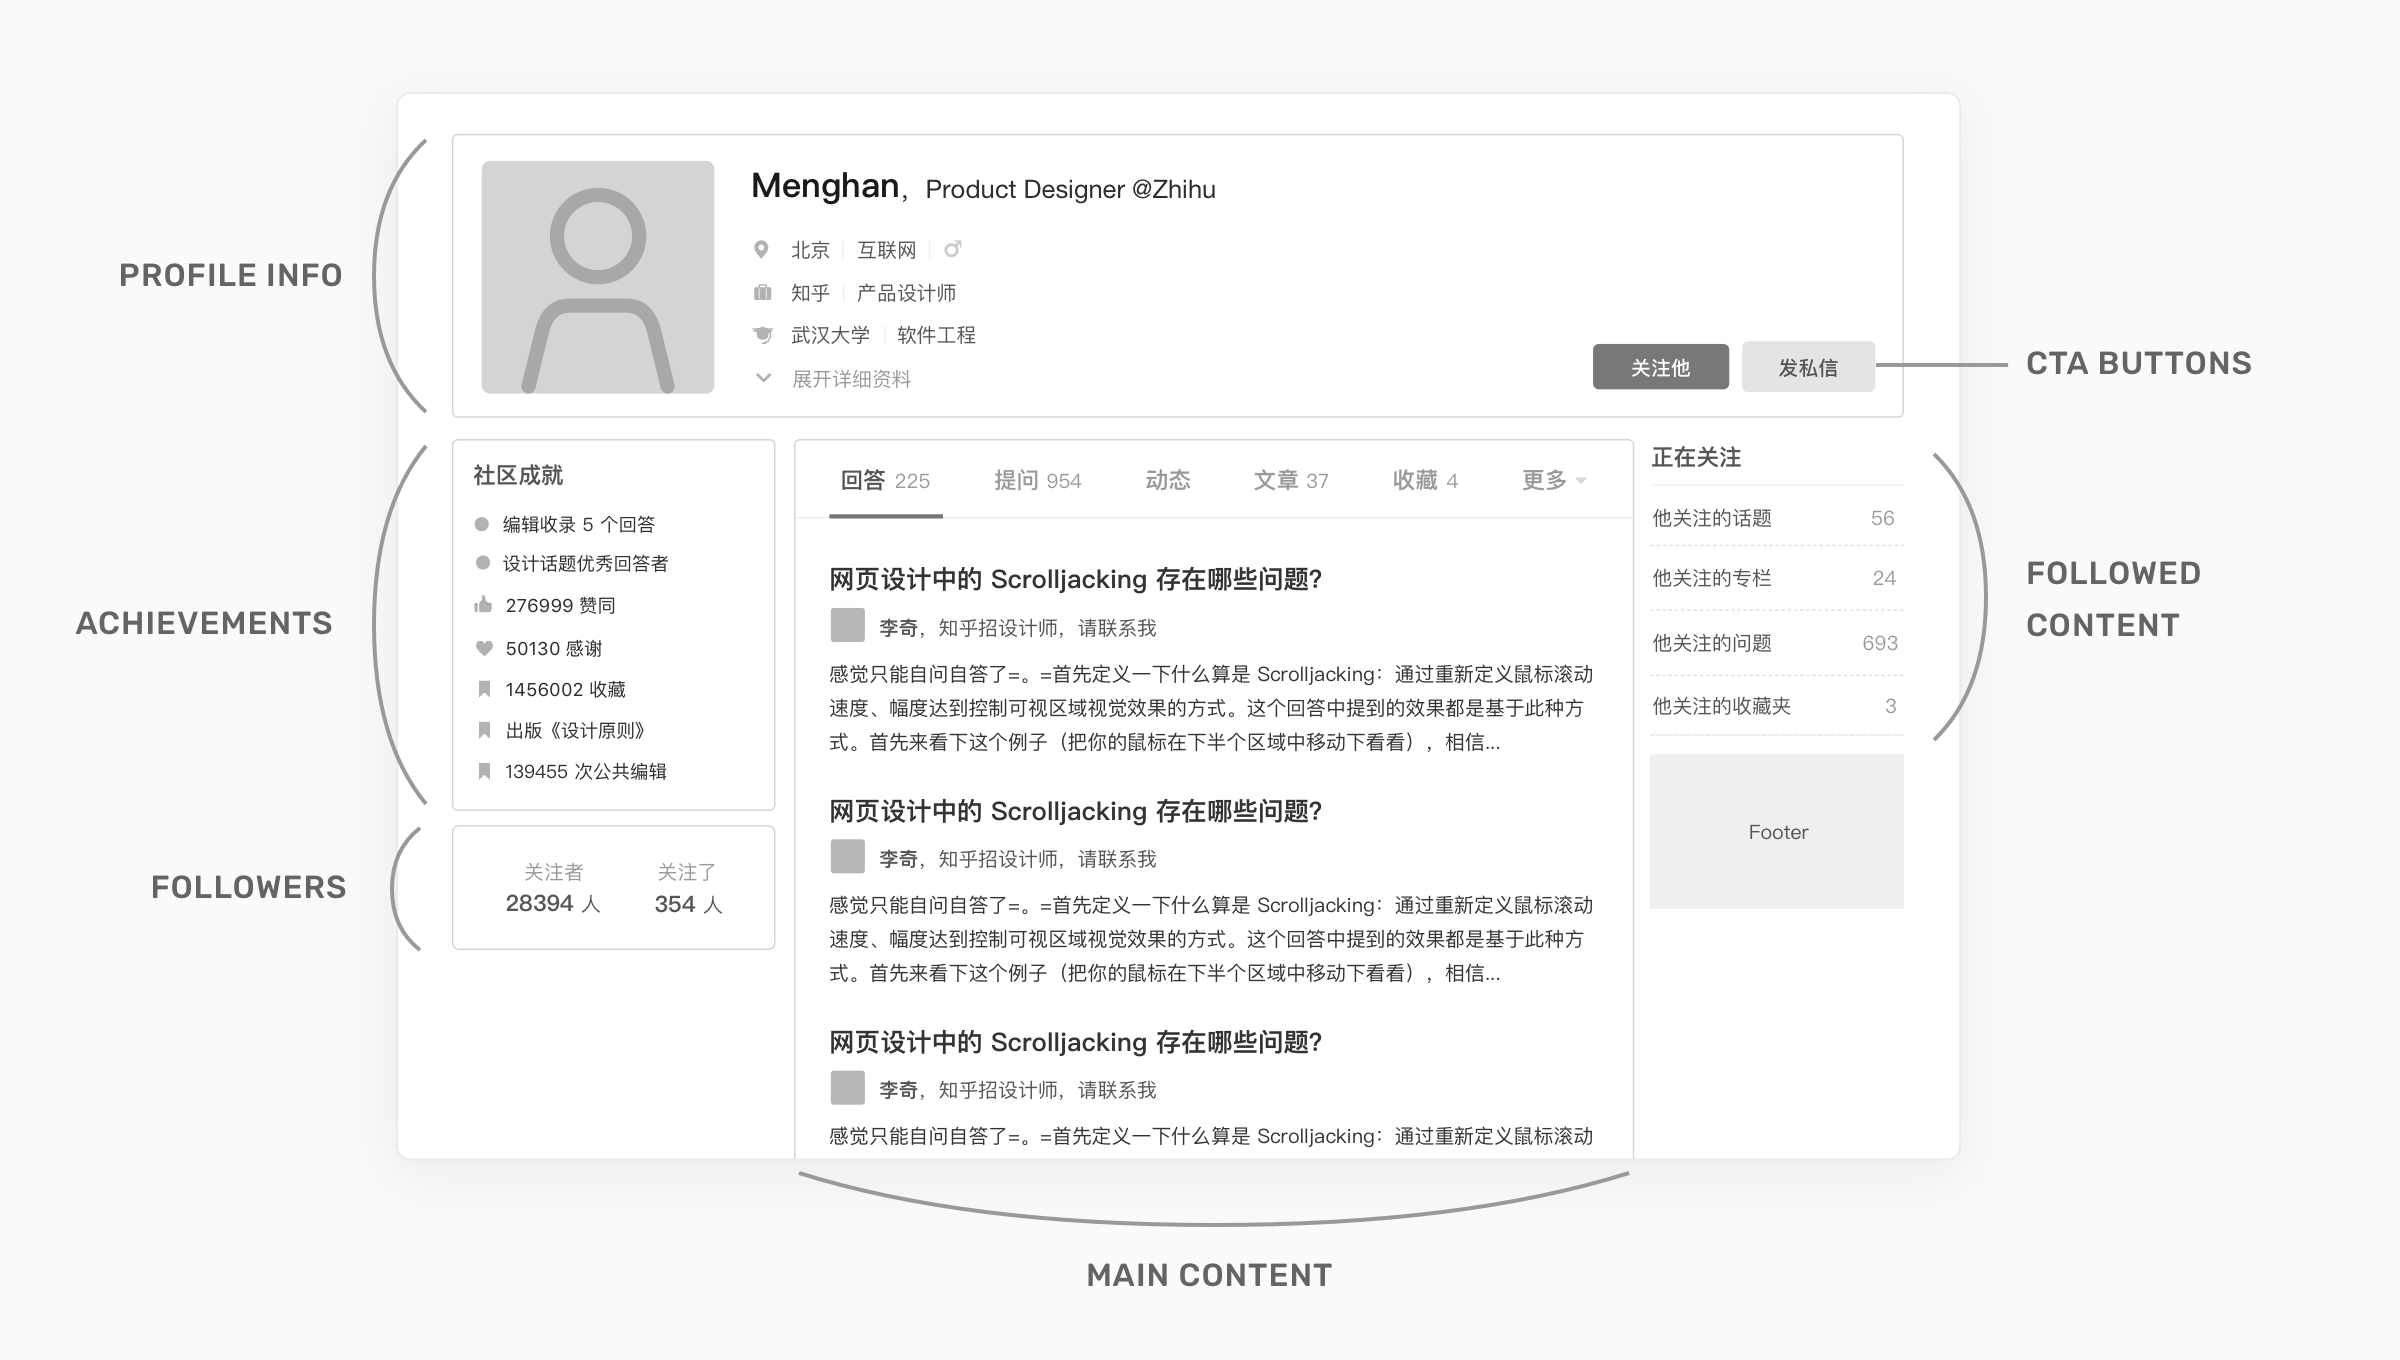 PROFILE INFO
Menghan，Product Designer @Zhihu
北京 互联网
知乎 产品设计师
武汉大学 软件工程
展开详细资料
关注他 发私信
CTA BUTTONS
ACHIEVEMENTS
社区成就
编辑收录 5 个回答
设计话题优秀回答者
276999 赞同
50130 感谢
1456002 收藏
出版《设计原则》
139455 次公共编辑
FOLLOWERS
关注者 关注了
28394 人 354 人
回答 225 提问 954 动态 文章 37 收藏 4 更多
网页设计中的 Scrolljacking 存在哪些问题?
李奇，知乎招设计师，请联系我
感觉只能自问自答了=。=首先定义一下什么算是 Scrolljacking：通过重新定义鼠标滚动
速度、幅度达到控制可视区域视觉效果的方式。这个回答中提到的效果都是基于此种方
式。首先来看下这个例子（把你的鼠标在下半个区域中移动下看看），相信...
网页设计中的 Scrolljacking 存在哪些问题?
李奇，知乎招设计师，请联系我
感觉只能自问自答了=。=首先定义一下什么算是 Scrolljacking：通过重新定义鼠标滚动
速度、幅度达到控制可视区域视觉效果的方式。这个回答中提到的效果都是基于此种方
式。首先来看下这个例子（把你的鼠标在下半个区域中移动下看看），相信...
网页设计中的 Scrolljacking 存在哪些问题?
李奇，知乎招设计师，请联系我
感觉只能自问自答了=。=首先定义一下什么算是 Scrolljacking：通过重新定义鼠标滚动
正在关注
他关注的话题 56
他关注的专栏 24
他关注的问题 693
他关注的收藏夹 3
Footer
FOLLOWED
CONTENT
MAIN CONTENT